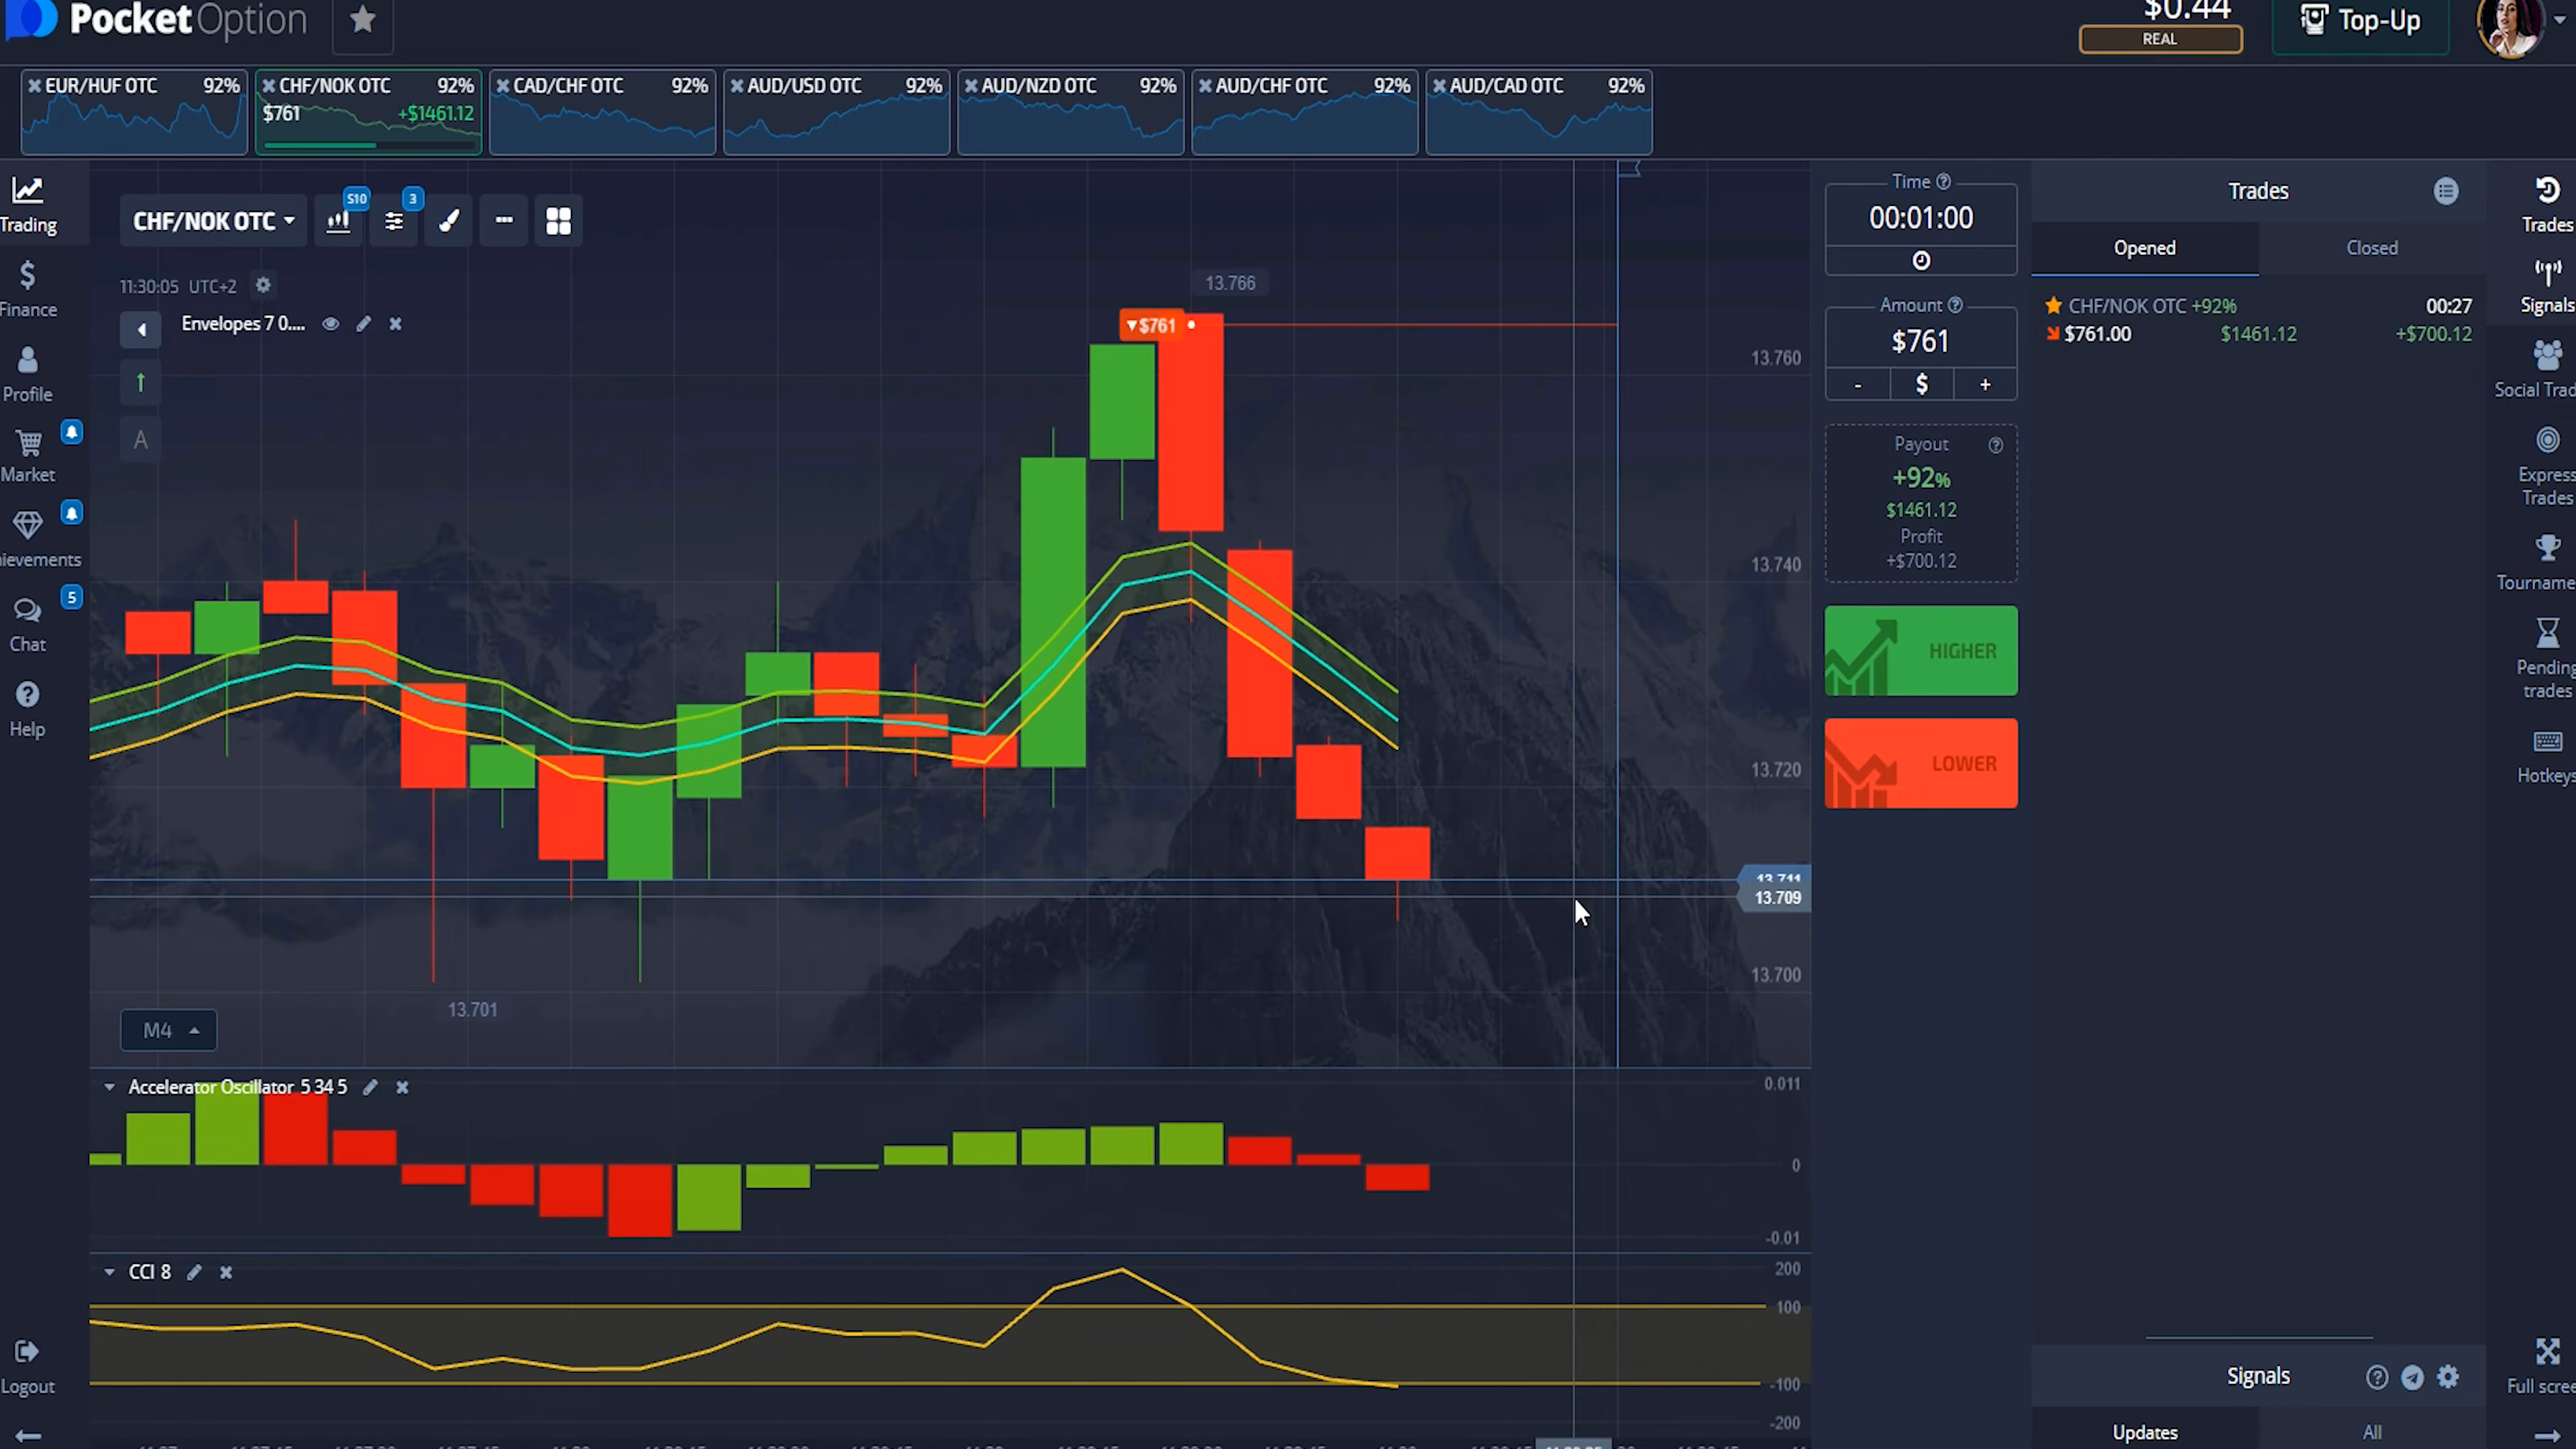 PocketOption
$0.44
REAL
Top-Up
EUR/HUF OTC 92%
CHF/NOK OTC 92%
$761 +$1461.12
CAD/CHF OTC 92%
AUD/USD OTC 92%
AUD/NZD OTC 92%
AUD/CHF OTC 92%
AUD/CAD OTC 92%
Trading
Finance
Profile
Market
ievements
5
Chat
Help
Logout
CHF/NOK OTC
S10
3
11:30:05 UTC+2
Envelopes 7 0....
A
13.766
$761
13.760
13.740
13.720
13.711
13.709
13.700
13.701
M4
Accelerator Oscillator 5 34 5
0.011
0
-0.01
CCI 8
200
100
-100
-200
Time
00:01:00
Amount
$761
- $ +
Payout
+92%
$1461.12
Profit
+$700.12
HIGHER
LOWER
Trades
Opened Closed
CHF/NOK OTC +92% 00:27
$761.00 $1461.12 +$700.12
Signals
Updates All
Trades
Signals
Social Trad
Express
Trades
Tourname
Pending
trades
Hotkeys
Full scree